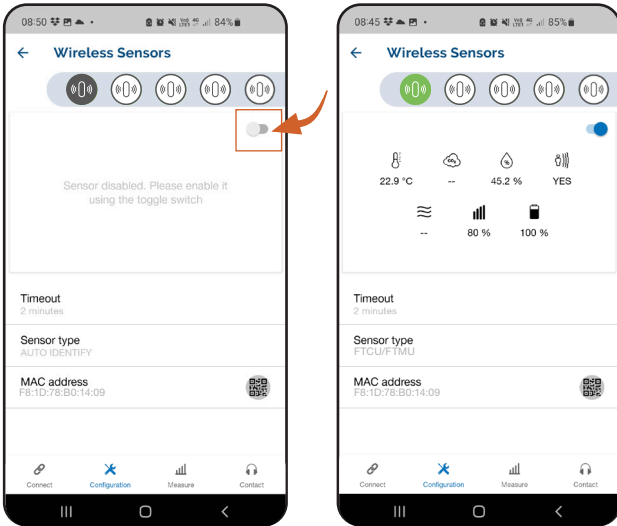 08:50
84%
Wireless Sensors
Sensor disabled. Please enable it
using the toggle switch
Timeout
2 minutes
Sensor type
AUTO IDENTIFY
MAC address
F8:1D:78:B0:14:09
Connect
Configuration
Measure
Contact
08:45
85%
Wireless Sensors
22.9 °C
--
45.2 %
YES
--
80 %
100 %
Timeout
2 minutes
Sensor type
FTCU/FTMU
MAC address
F8:1D:78:B0:14:09
Connect
Configuration
Measure
Contact